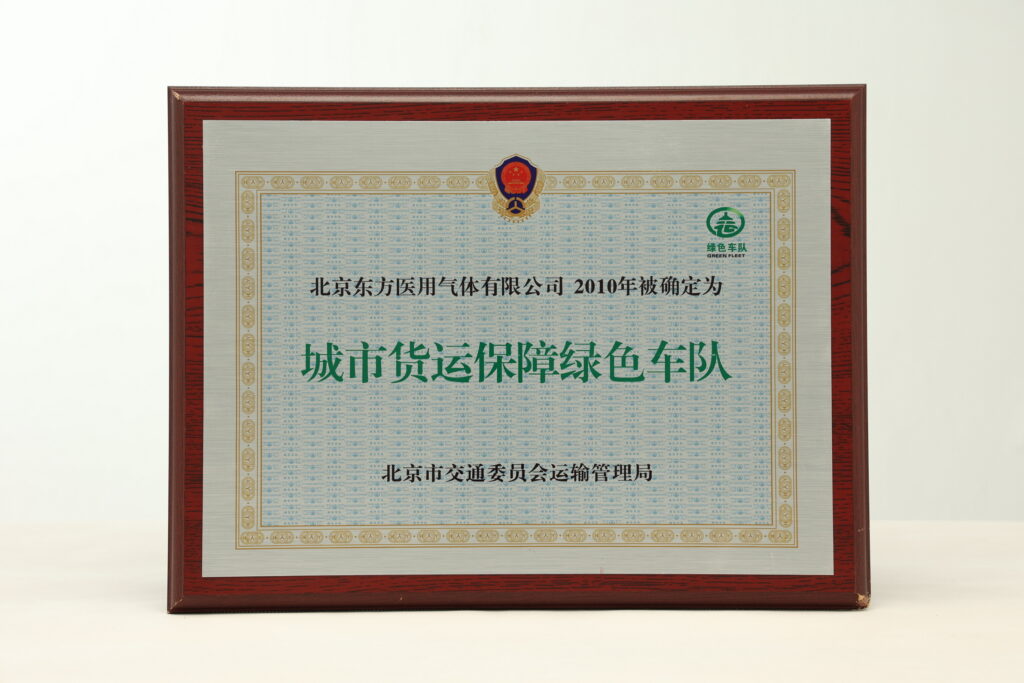 绿色车队
GREEN FLEET
北京东方医用气体有限公司 2010年被确定为
城市货运保障绿色车队
北京市交通委员会运输管理局